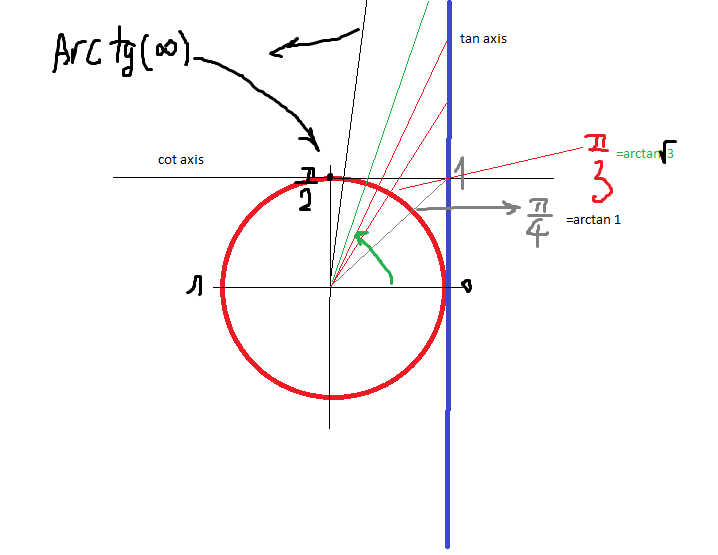 Arc tg(∞)
tan axis
cot axis
π/2
1
π/3 =arctan √3
π/4 =arctan 1
π
0